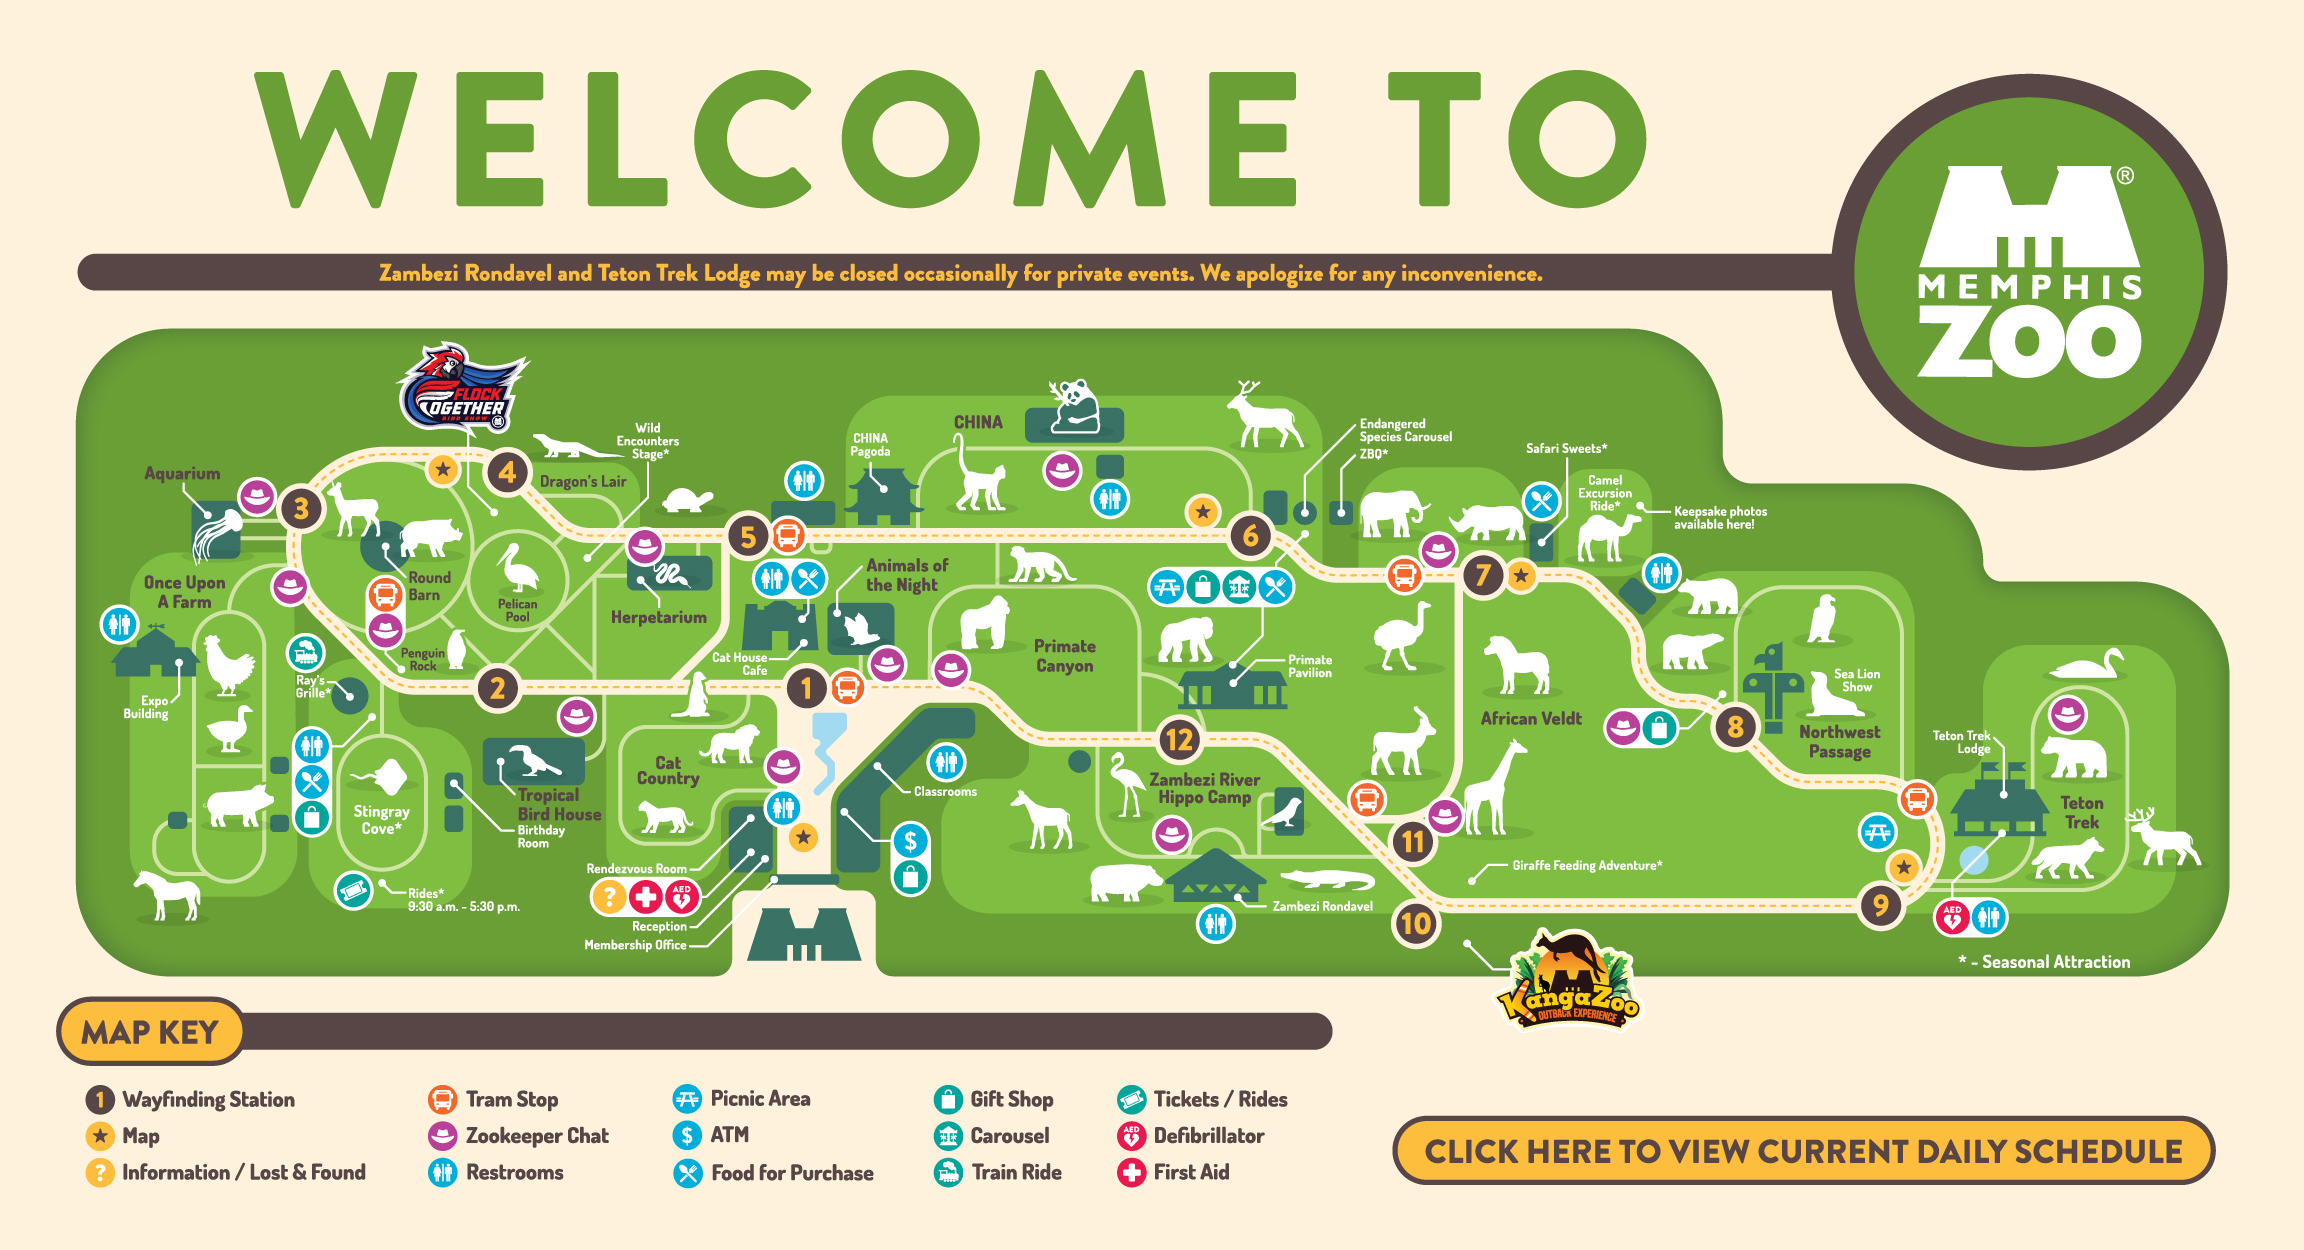 WELCOME TO
®
MEMPHIS
ZOO
Zambezi Rondavel and Teton Trek Lodge may be closed occasionally for private events. We apologize for any inconvenience.
FLOCK
TOGETHER
BIRD SHOW
4
Dragon's Lair
Wild
Encounters
Stage*
Aquarium
3
Once Upon
A Farm
Expo
Building
Round
Barn
Pelican
Pool
Penguin
Rock
Ray's
Grille*
2
Herpetarium
5
CHINA
Pagoda
CHINA
Animals of
the Night
Cat House
Cafe
1
Primate
Canyon
6
Endangered
Species Carousel
ZBQ*
Primate
Pavilion
Safari Sweets*
Camel
Excursion
Ride*
Keepsake photos
available here!
7
African Veldt
Sea Lion
Show
8
Northwest
Passage
Teton Trek
Lodge
Teton
Trek
Stingray
Cove*
Rides*
9:30 a.m. - 5:30 p.m.
Tropical
Bird House
Birthday
Room
Cat
Country
Classrooms
$
Rendezvous Room
?
AED
Reception
Membership Office
12
Zambezi River
Hippo Camp
Zambezi Rondavel
11
10
Giraffe Feeding Adventure*
9
AED
* - Seasonal Attraction
KangaZoo
OUTBACK EXPERIENCE
MAP KEY
1 Wayfinding Station
Map
? Information / Lost & Found
Tram Stop
Zookeeper Chat
Restrooms
Picnic Area
$ ATM
Food for Purchase
Gift Shop
Carousel
Train Ride
Tickets / Rides
AED Defibrillator
First Aid
CLICK HERE TO VIEW CURRENT DAILY SCHEDULE